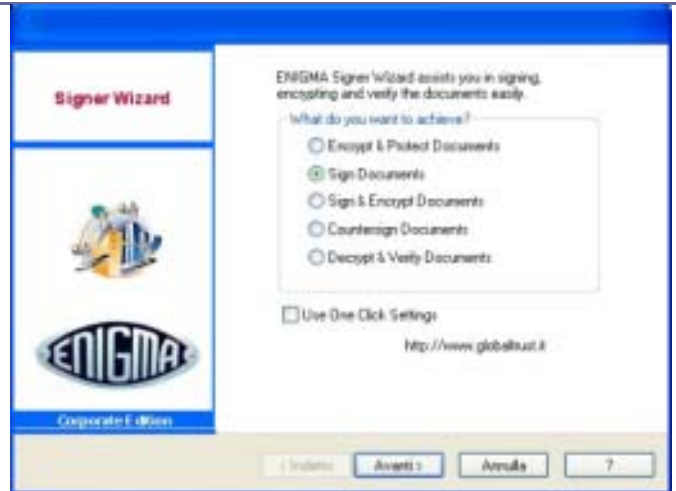 Signer Wizard
ENIGMA Signer Wizard assists you in signing,
encrypting and verify the documents easily.
What do you want to achieve?
Encrypt & Protect Documents
Sign Documents
Sign & Encrypt Documents
Countersign Documents
Decrypt & Verify Documents
Use One Click Settings
http://www.globaltrust.it
ENIGMA
Corporate Edition
< Indietro
Avanti >
Annulla
?